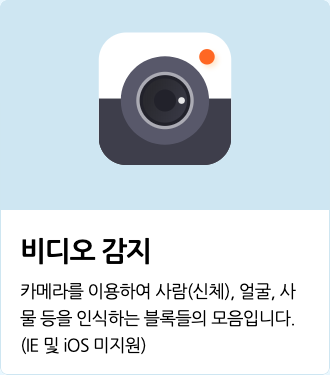 비디오 감지
카메라를 이용하여 사람(신체), 얼굴, 사
물 등을 인식하는 블록들의 모음입니다.
(IE 및 iOS 미지원)